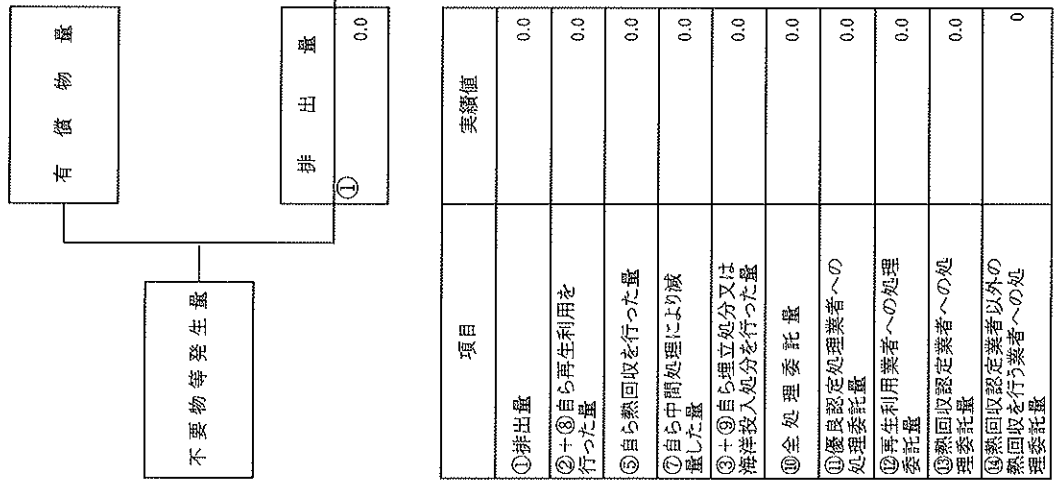 有償物量
不要物等発生量
排出量
①
0.0
項目
実績値
①排出量
0.0
②+⑧自ら再生利用を
行った量
0.0
⑤自ら熱回収を行った量
0.0
⑦自ら中間処理により減
量した量
0.0
③+⑨自ら埋立処分又は
海洋投入処分を行った量
0.0
⑩全処理委託量
0.0
⑪優良認定処理業者への
処理委託量
0.0
⑫再生利用業者への処理
委託量
0.0
⑬熱回収認定業者への処
理委託量
0.0
⑭熱回収認定業者以外の
熱回収を行う業者への処
理委託量
0